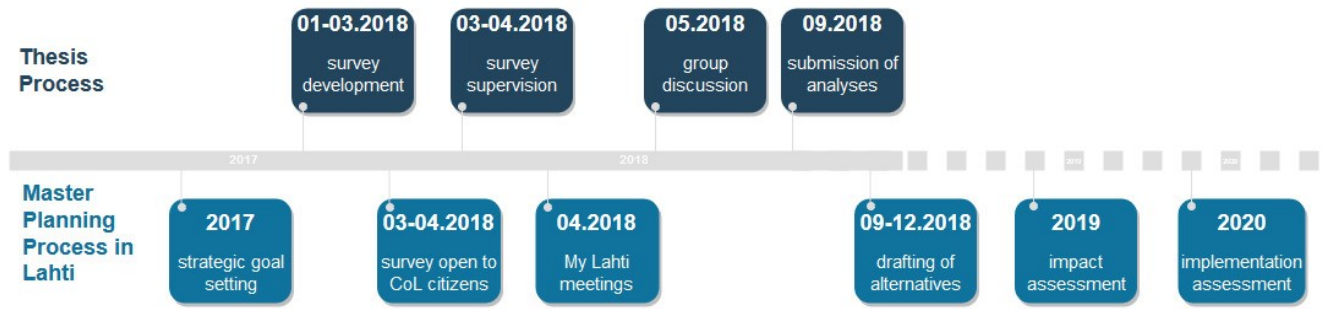 Thesis
Process
01-03.2018
survey
development
03-04.2018
survey
supervision
05.2018
group
discussion
09.2018
submission of
analyses
2017
2018
2019
2020
Master
Planning
Process in
Lahti
2017
strategic goal
setting
03-04.2018
survey open to
CoL citizens
04.2018
My Lahti
meetings
09-12.2018
drafting of
alternatives
2019
impact
assessment
2020
implementation
assessment